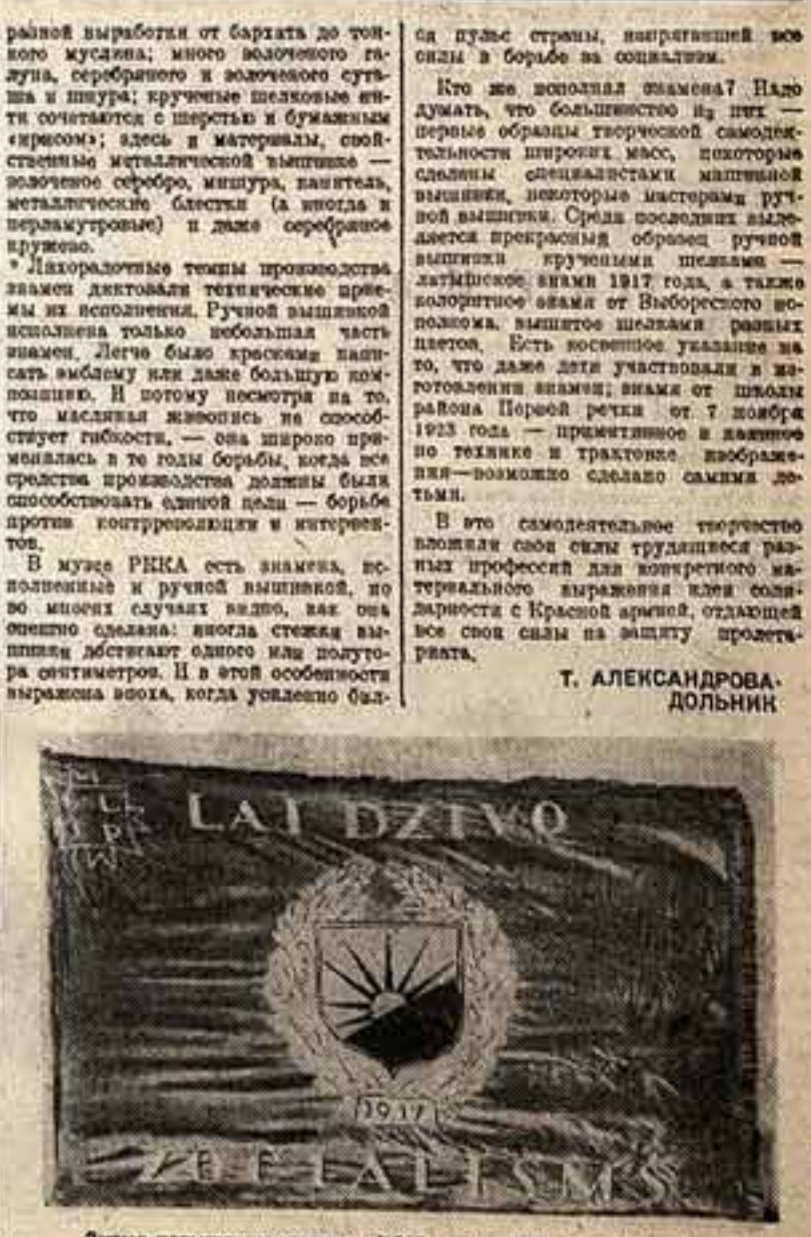 разной выработки от бархата до тон-
кого муслина; много золоченого га-
луна, серебряного и золоченого сута-
ша и шнура; крученые шелковые ни-
ти сочетаются с шерстью и бумажным
«ирисом»; здесь и материалы, свой-
ственные металлической вышивке —
золоченое серебро, мишура, канитель,
металлические блестки (а иногда и
перламутровые) и даже серебряное
кружево.
Лихорадочные темпы производства
знамен диктовали технические прие-
мы их исполнения. Ручной вышивкой
исполнена только небольшая часть
знамен. Легче было красками напи-
сать эмблему или даже большую ком-
позицию. И потому несмотря на то,
что масляная живопись не способ-
ствует гибкости, — она широко при-
менялась в те годы борьбы, когда все
средства производства должны были
способствовать единой цели — борьбе
против контрреволюции и интервен-
тов.
В музее РККА есть знамена, ис-
полненные и ручной вышивкой, но
во многих случаях видно, как она
спешно сделана: иногда стежки вы-
шивки достигают одного или полуто-
ра сантиметров. И в этой особенности
выражена эпоха, когда усиленно бил-
ся пульс страны, напрягавшей все
силы в борьбе за социализм.
Кто же исполнял знамена? Надо
думать, что большинство из них —
первые образцы творческой самодея-
тельности широких масс, некоторые
сделаны специалистами машинной
вышивки, некоторые мастерами руч-
ной вышивки. Среди последних выде-
ляется прекрасный образец ручной
вышивки кручеными шелками —
латышское знамя 1917 года, а также
колоритное знамя от Выборгского ис-
полкома, вышитое шелками разных
цветов. Есть косвенное указание на
то, что даже дети участвовали в из-
готовлении знамен; знамя от школы
района Первой речки от 7 ноября
1923 года — примитивное и наивное
по технике и трактовке изображе-
ния—возможно сделано самими де-
тьми.
В это самодеятельное творчество
вложили свои силы трудящиеся раз-
ных профессий для конкретного ма-
териального выражения идеи соли-
дарности с Красной армией, отдающей
все свои силы на защиту пролета-
риата.
Т. АЛЕКСАНДРОВА-
ДОЛЬНИК
LAI DZIVO
1917